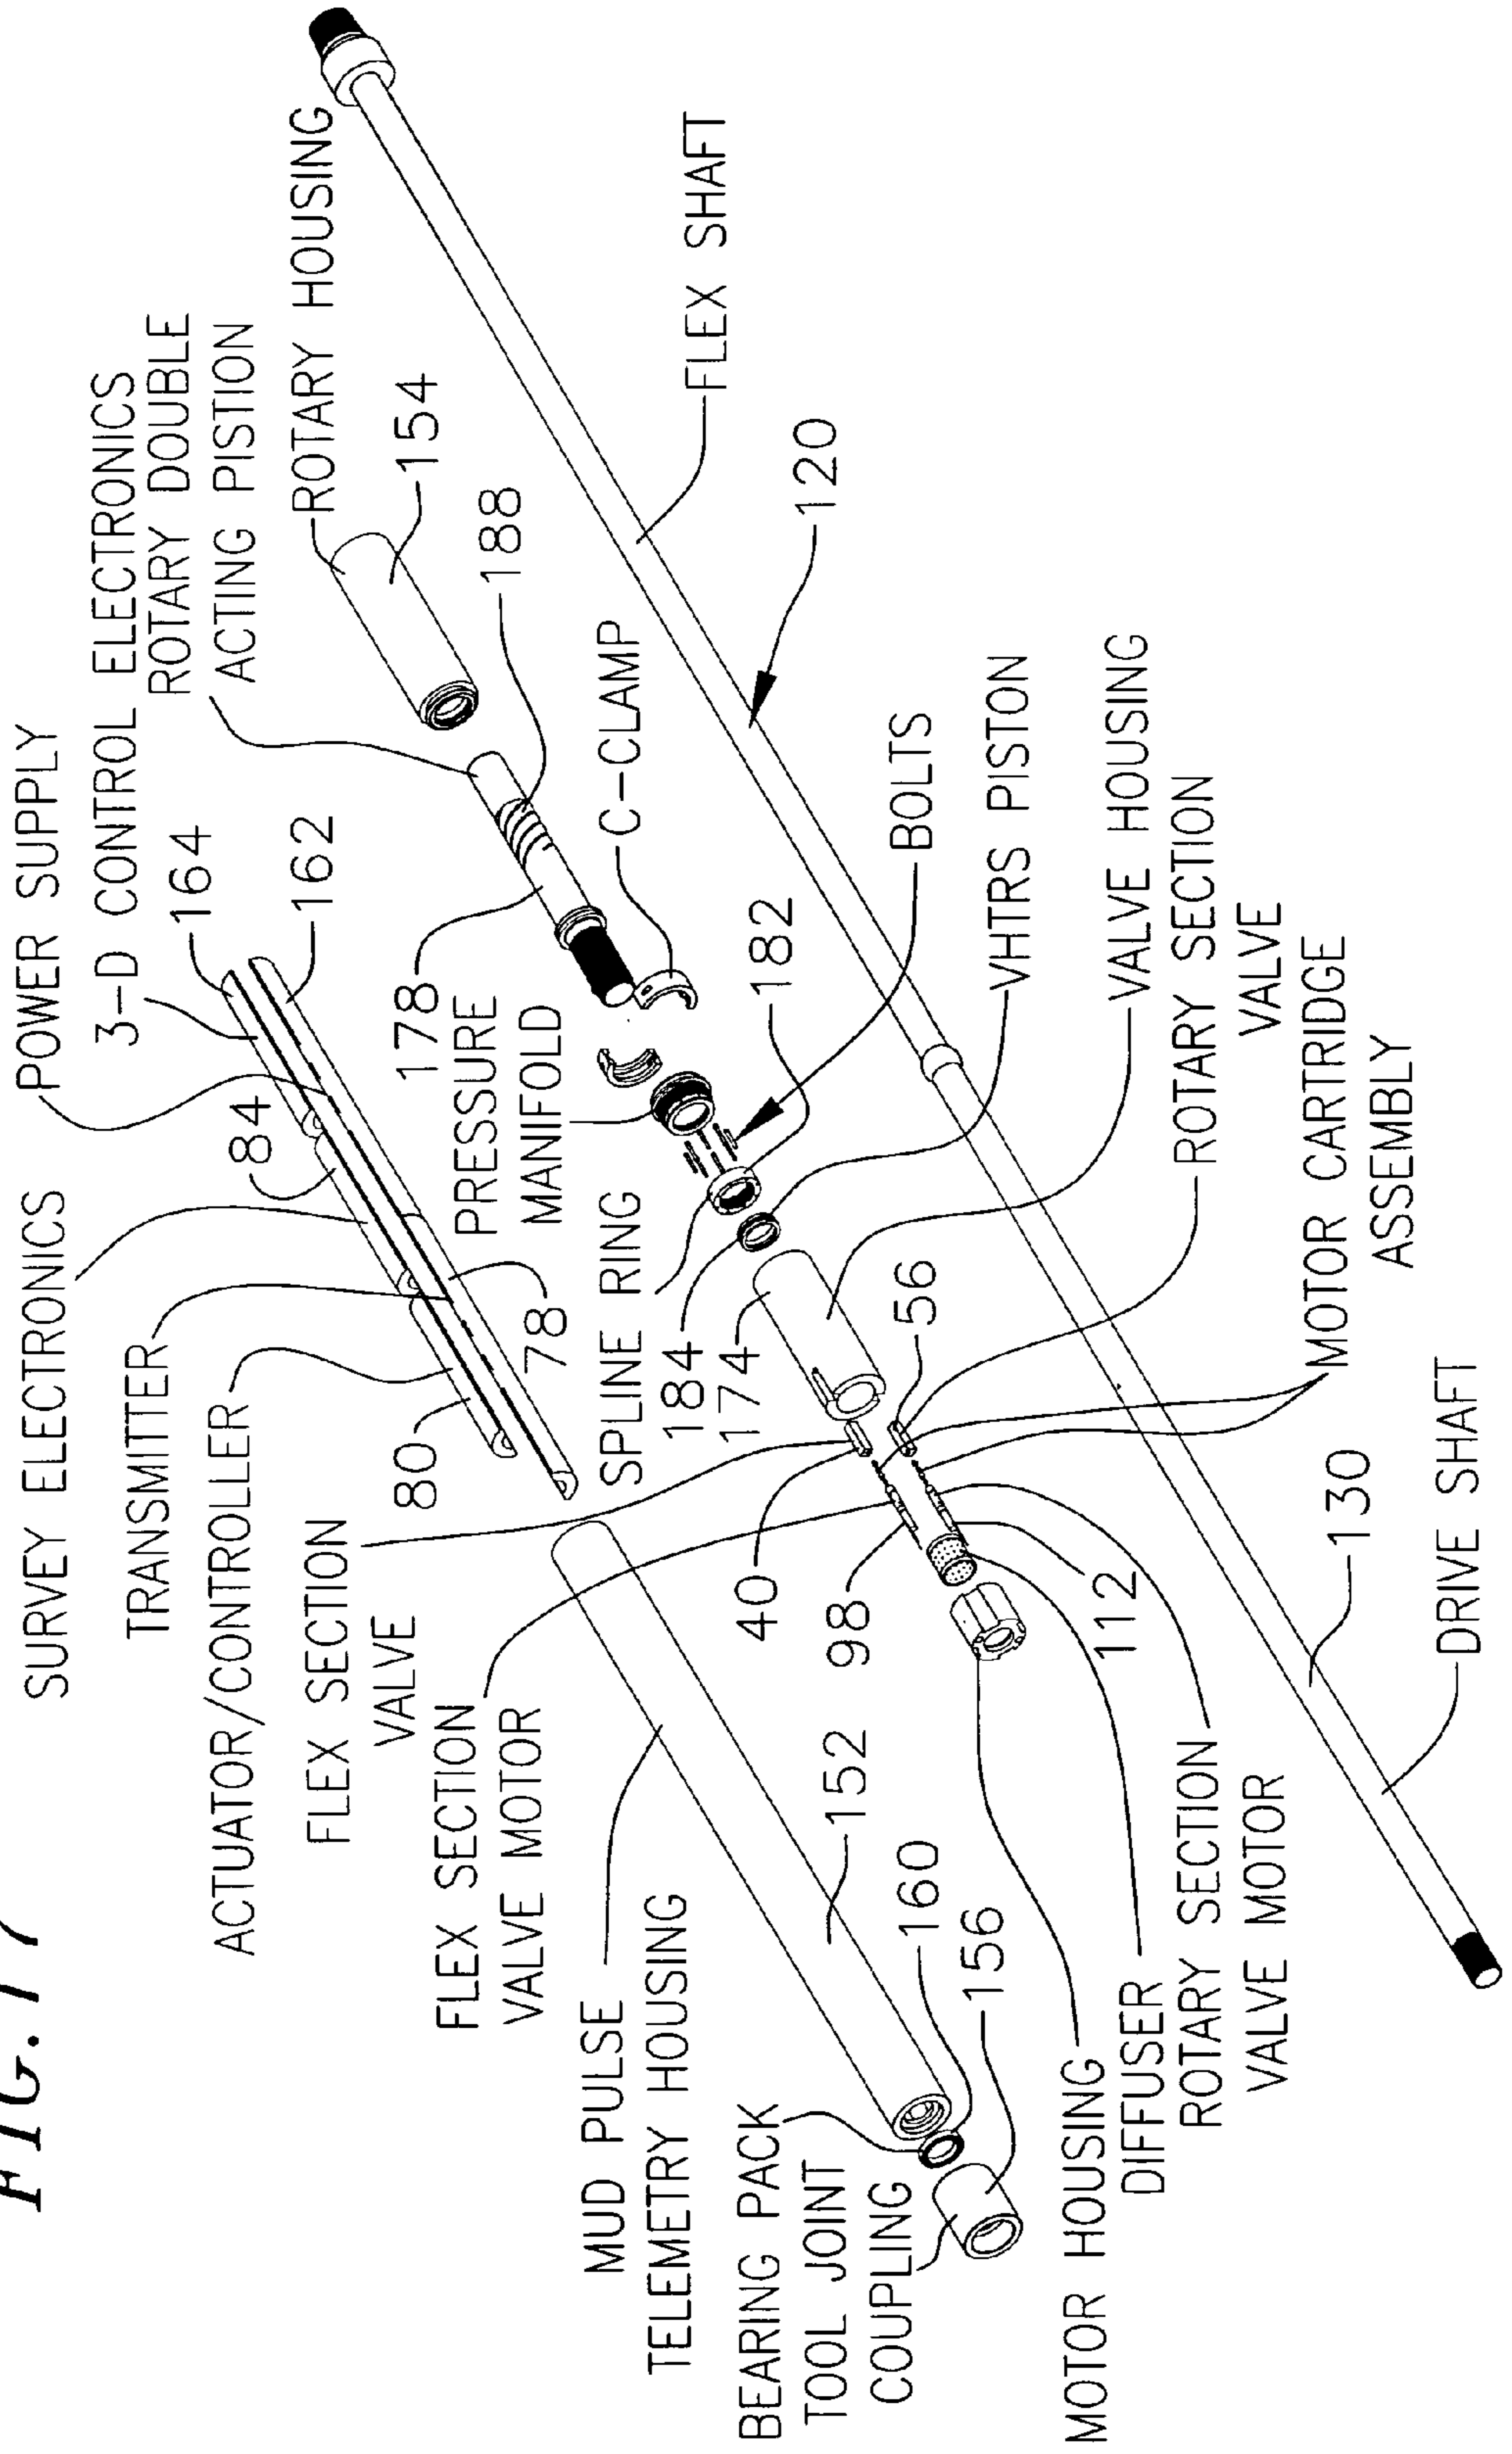 FIG. 17
SURVEY ELECTRONICS
POWER SUPPLY
3-D CONTROL ELECTRONICS
ROTARY DOUBLE
ACTING PISTION
ROTARY HOUSING
154
188
164
162
84
TRANSMITTER
ACTUATOR/CONTROLLER
80
78
178
PRESSURE
MANIFOLD
C-CLAMP
FLEX SHAFT
120
182
BOLTS
VHTRS PISTON
VALVE HOUSING
ROTARY SECTION
VALVE
MOTOR CARTRIDGE
ASSEMBLY
SPLINE RING
184
174
56
FLEX SECTION
VALVE
FLEX SECTION
VALVE MOTOR
40
98
112
MUD PULSE
TELEMETRY HOUSING
152
160
156
BEARING PACK
TOOL JOINT
COUPLING
MOTOR HOUSING
DIFFUSER
ROTARY SECTION
VALVE MOTOR
130
DRIVE SHAFT